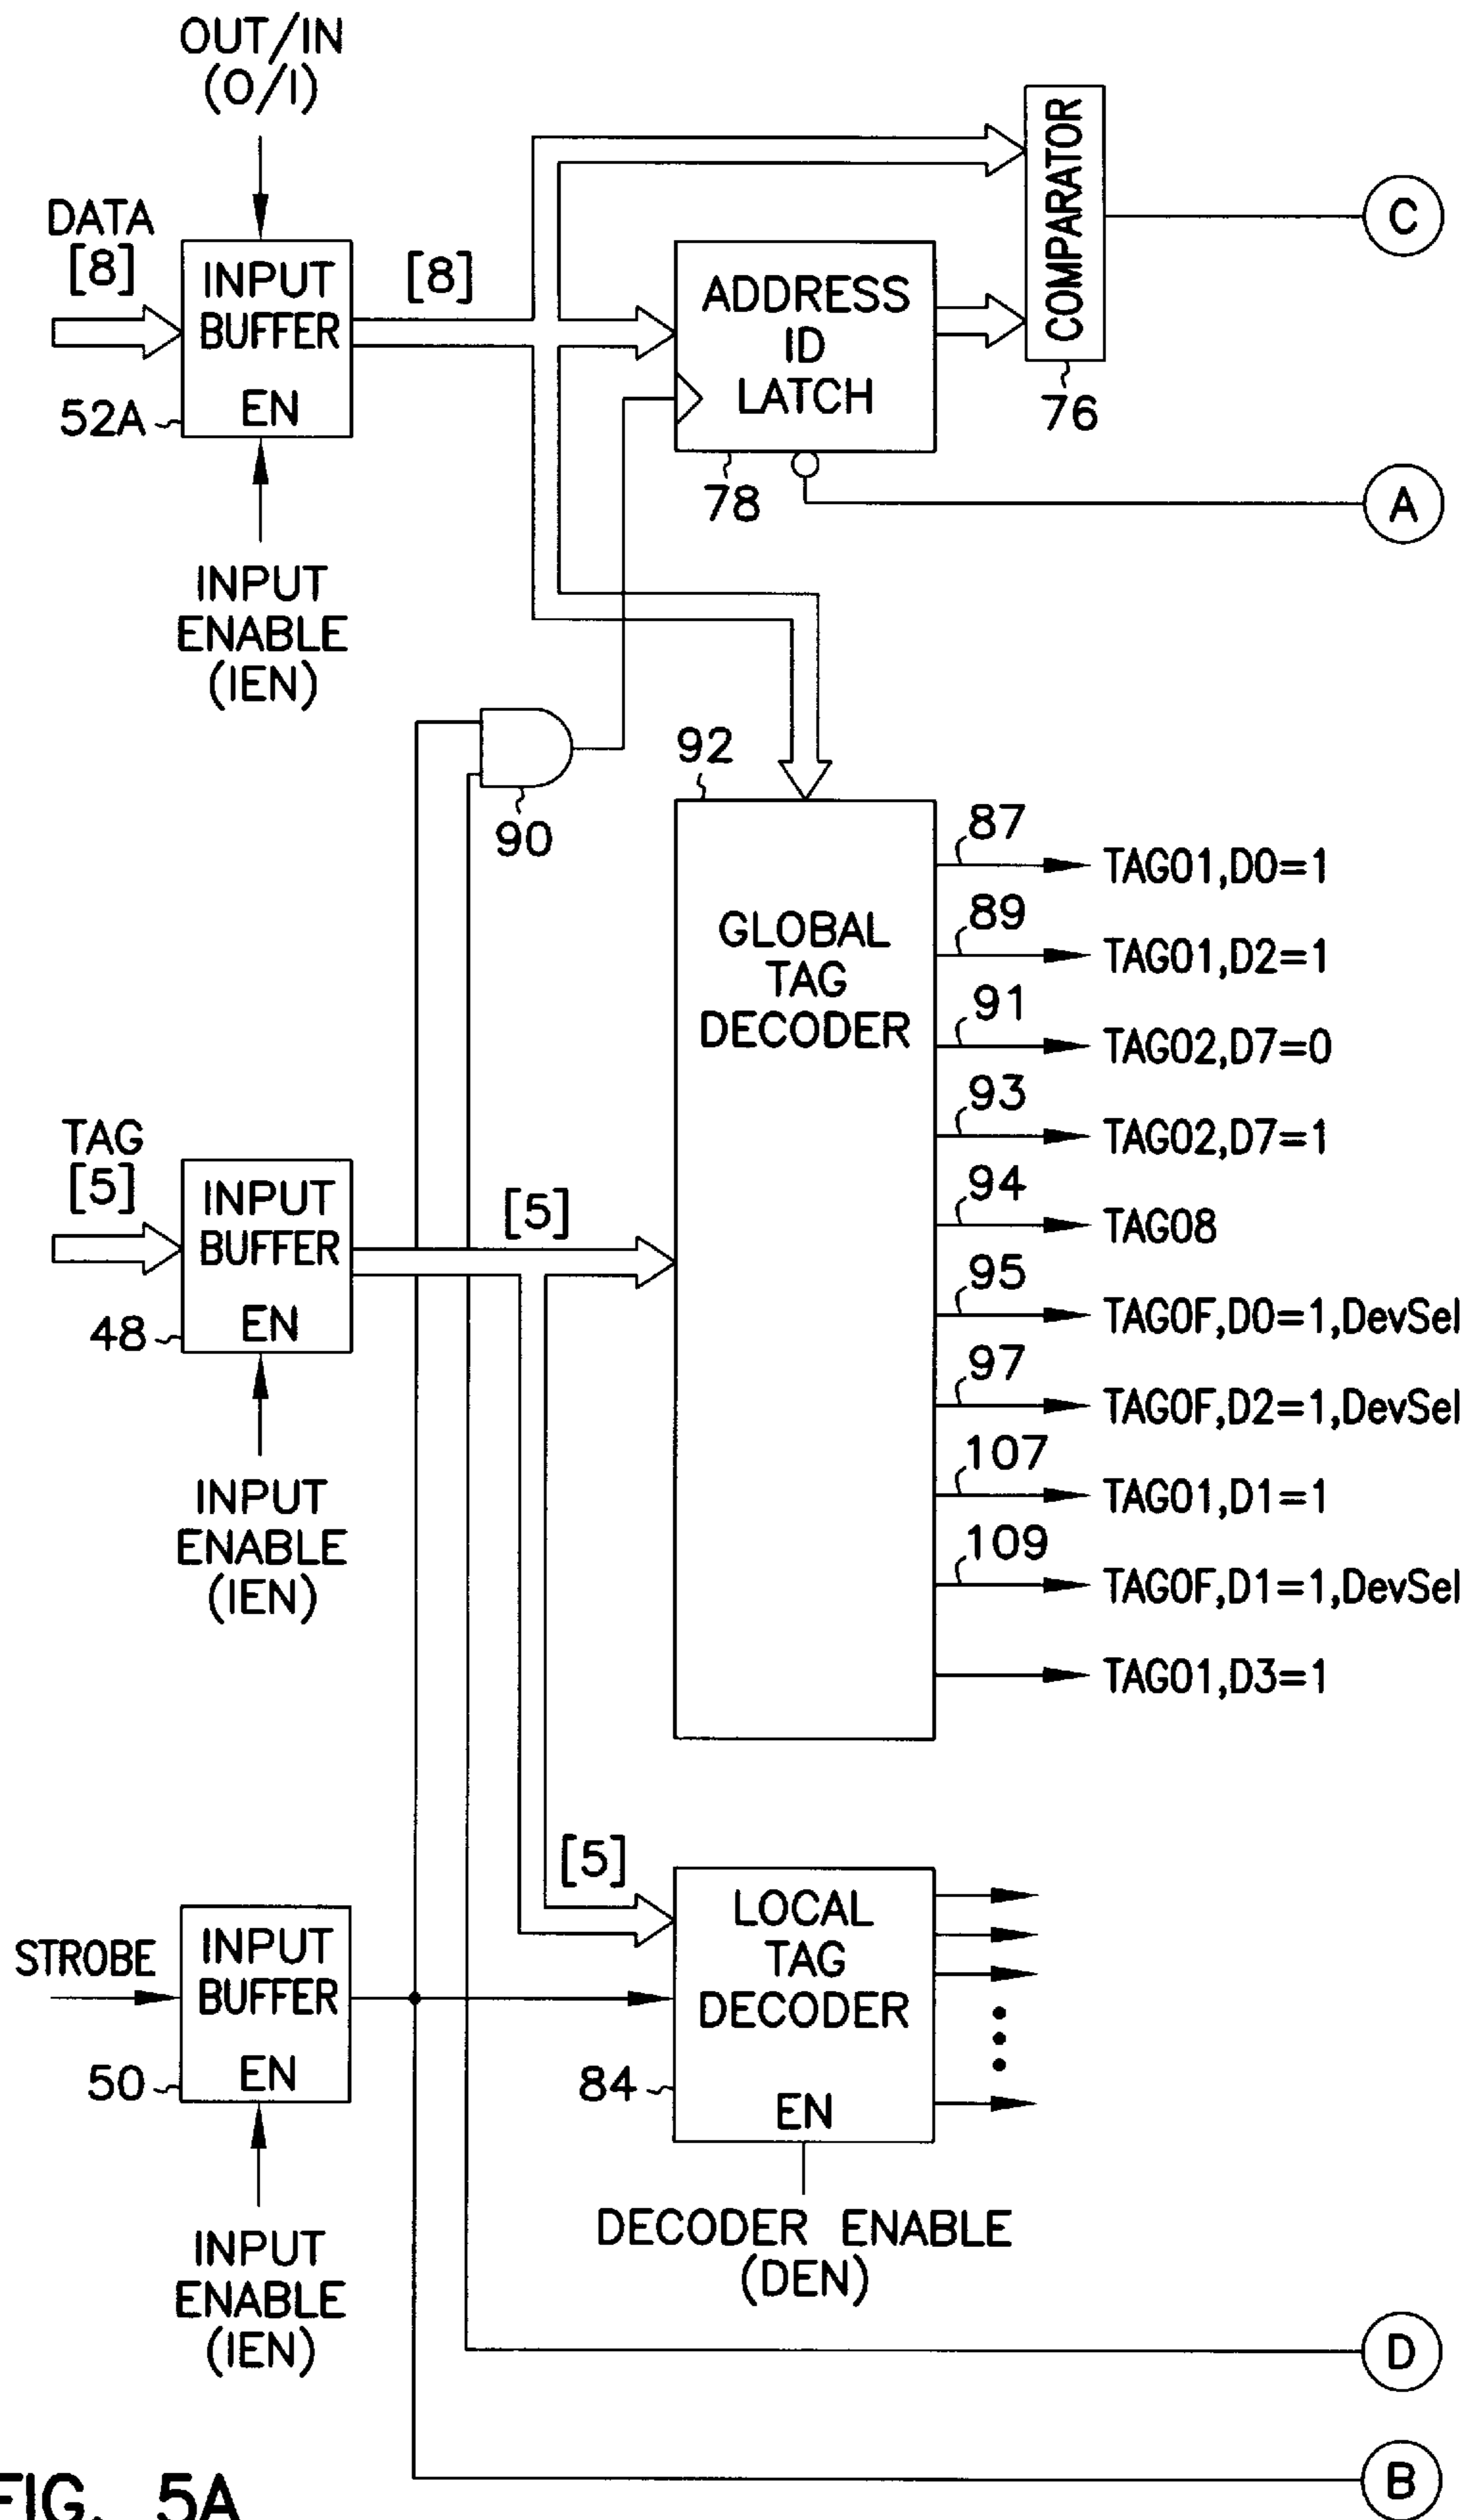 OUT/IN
(O/I)
DATA
[8]
INPUT
BUFFER
EN
52A
[8]
INPUT
ENABLE
(IEN)
ADDRESS
ID
LATCH
78
COMPARATOR
76
C
A
90
92
GLOBAL
TAG
DECODER
87
TAG01,D0=1
89
TAG01,D2=1
91
TAG02,D7=0
93
TAG02,D7=1
94
TAG08
95
TAG0F,D0=1,DevSel
97
TAG0F,D2=1,DevSel
107
TAG01,D1=1
109
TAG0F,D1=1,DevSel
TAG01,D3=1
TAG
[5]
INPUT
BUFFER
EN
48
[5]
INPUT
ENABLE
(IEN)
[5]
STROBE
INPUT
BUFFER
EN
50
INPUT
ENABLE
(IEN)
LOCAL
TAG
DECODER
EN
84
DECODER ENABLE
(DEN)
D
B
FIG. 5A